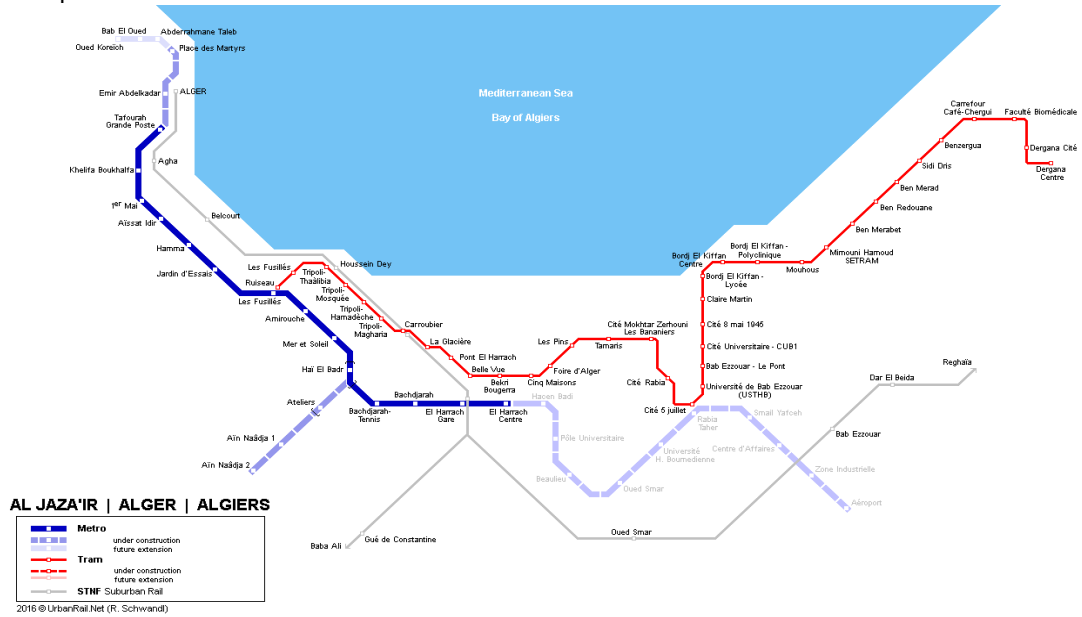 Bab El Oued
Abderrahmane Taleb
Oued Koreïch
Place des Martyrs
Emir Abdelkadar
ALGER
Tafourah
Grande Poste
Agha
Khelifa Boukhalfa
1er Mai
Aïssat Idir
Belcourt
Hamma
Jardin d'Essais
Mediterranean Sea
Bay of Algiers
Les Fusillés
Ruiseau
Les Fusillés
Houssein Dey
Tripoli-
Thaâlibia
Tripoli-
Mosquée
Tripoli-
Hamadèche
Tripoli-
Magharia
Carroubier
La Glacière
Pont El Harrach
Belle Vue
Bekri
Bougerra
Cinq Maisons
Foire d'Alger
Les Pins
Tamaris
Cité Mokhtar Zerhouni
Les Bananiers
Cité Rabia
Cité 5 juillet
Université de Bab Ezzouar
(USTHB)
Bab Ezzouar - Le Pont
Cité Universitaire - CUB1
Cité 8 mai 1945
Claire Martin
Bordj El Kiffan -
Lycée
Bordj El Kiffan
Centre
Bordj El Kiffan -
Polyclinique
Mouhous
Mimouni Hamoud
SETRAM
Ben Merabet
Ben Redouane
Ben Merad
Sidi Dris
Benzergua
Carrefour
Café-Chergui
Faculté Biomédicale
Dergana Cité
Dergana
Centre
Amirouche
Mer et Soleil
Haï El Badr
Ateliers
Aïn Naâdja 1
Aïn Naâdja 2
Bachdjarah-
Tennis
Bachdjarah
El Harrach
Gare
El Harrach
Centre
Hacen Badi
Pôle Universitaire
Beaulieu
Oued Smar
Université
H. Boumedienne
Rabia
Taher
Smail Yafoeh
Centre d'Affaires
Zone Industrielle
Aéroport
Reghaïa
Dar El Beida
Bab Ezzouar
Oued Smar
Gué de Constantine
Baba Ali
AL JAZA'IR | ALGER | ALGIERS
Metro
under construction
future extension
Tram
under construction
future extension
STNF Suburban Rail
2016 © UrbanRail.Net (R. Schwandl)